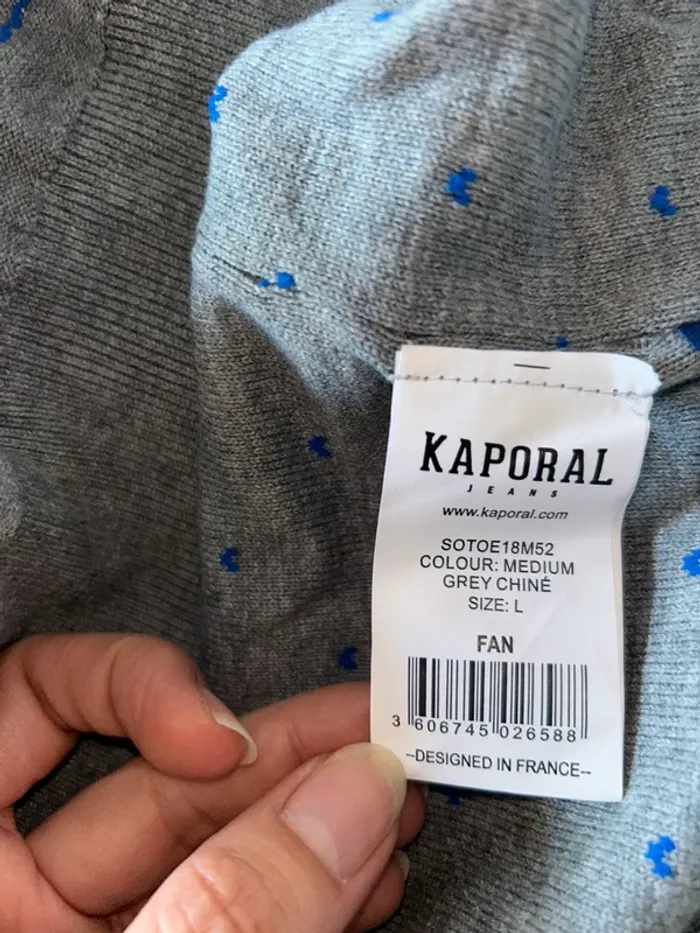 KAPORAL
JEANS
www.kaporal.com
SOTOE18M52
COLOUR: MEDIUM
GREY CHINÉ
SIZE: L
FAN
3 606745 026588
--DESIGNED IN FRANCE--